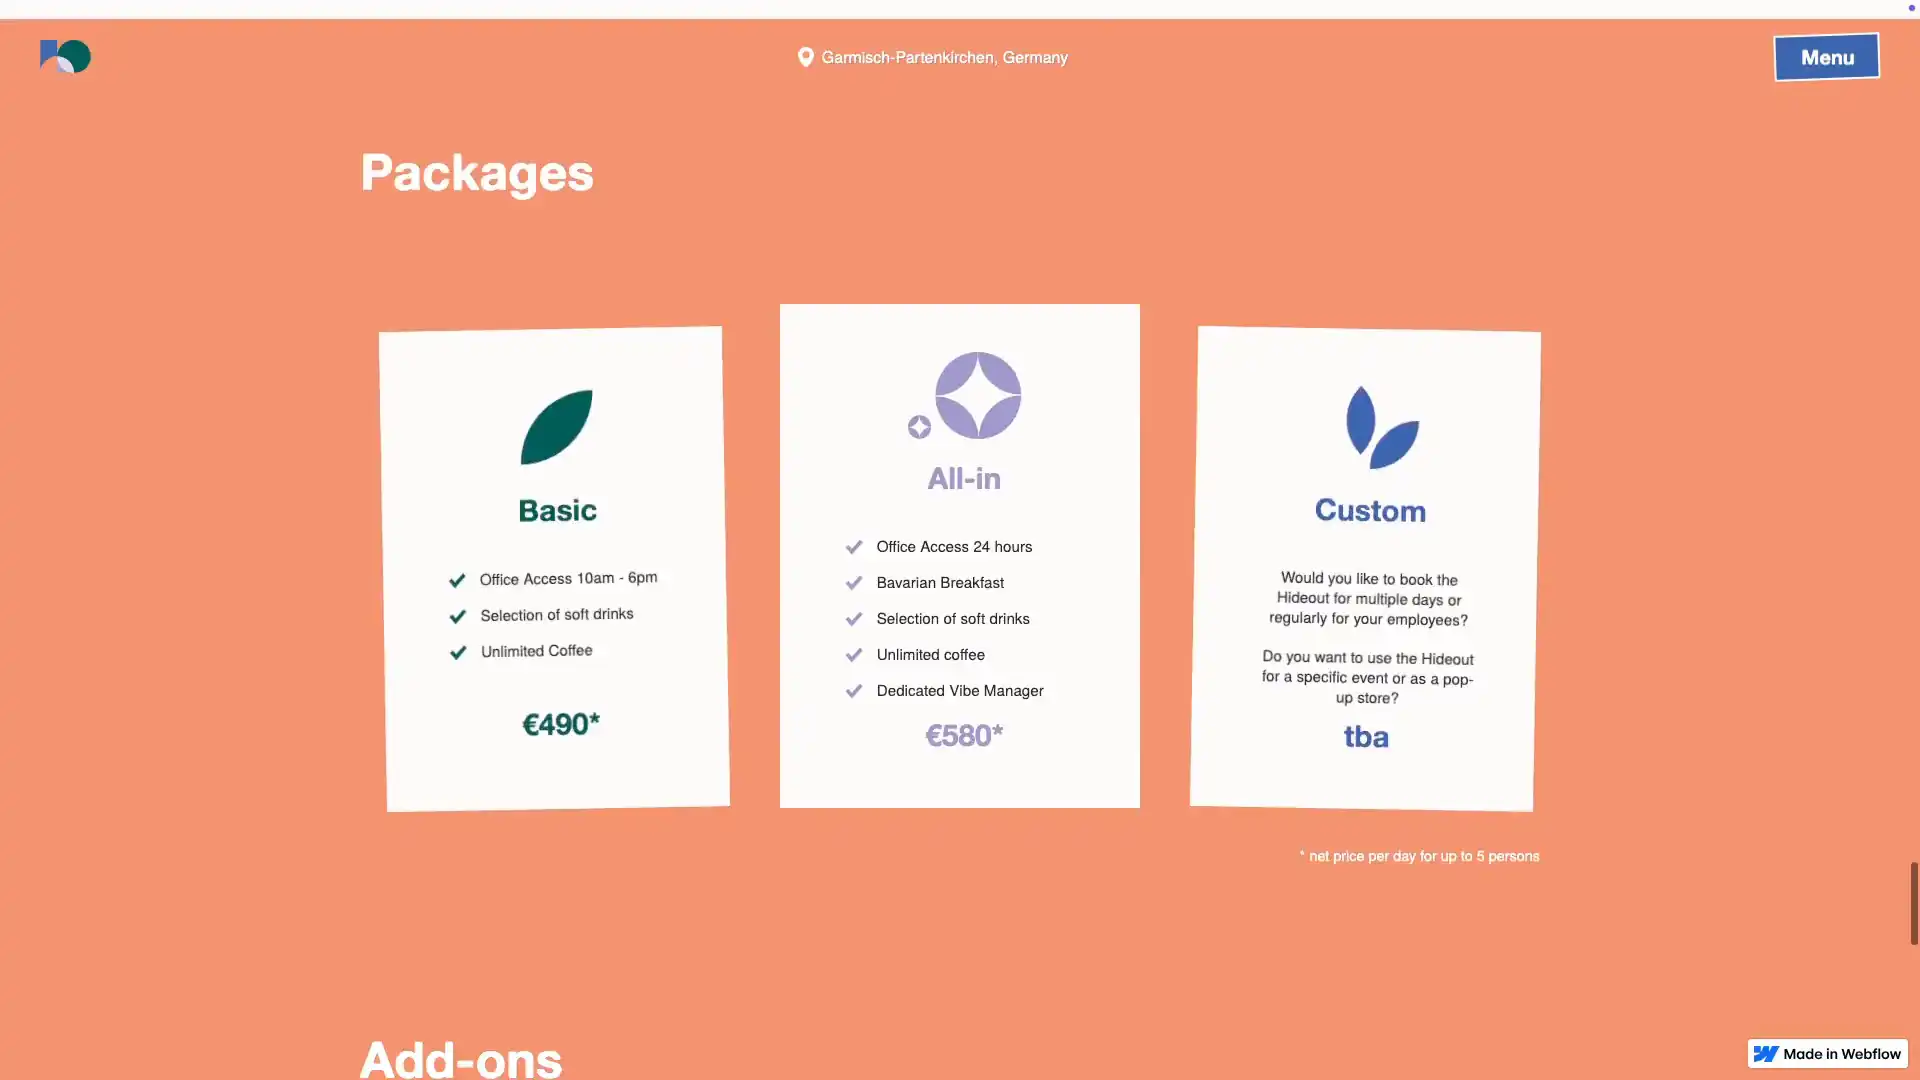 Garmisch-Partenkirchen, Germany
Menu
Packages
Basic
Office Access 10am - 6pm
Selection of soft drinks
Unlimited Coffee
€490*
All-in
Office Access 24 hours
Bavarian Breakfast
Selection of soft drinks
Unlimited coffee
Dedicated Vibe Manager
€580*
Custom
Would you like to book the
Hideout for multiple days or
regularly for your employees?
Do you want to use the Hideout
for a specific event or as a pop-
up store?
tba
* net price per day for up to 5 persons
Add-ons
Made in Webflow